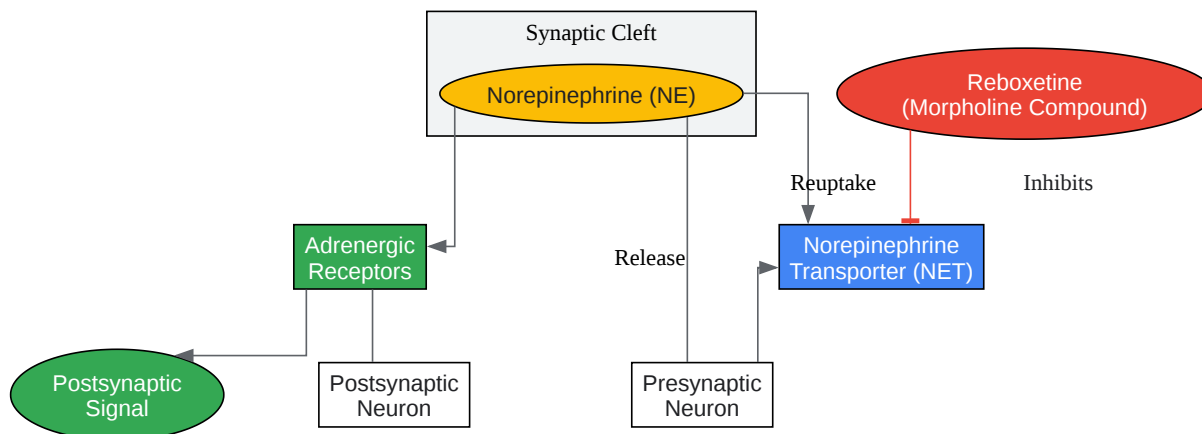 Synaptic Cleft
Norepinephrine (NE)
Reboxetine
(Morpholine Compound)
Reuptake
Inhibits
Adrenergic
Receptors
Release
Norepinephrine
Transporter (NET)
Postsynaptic
Signal
Postsynaptic
Neuron
Presynaptic
Neuron